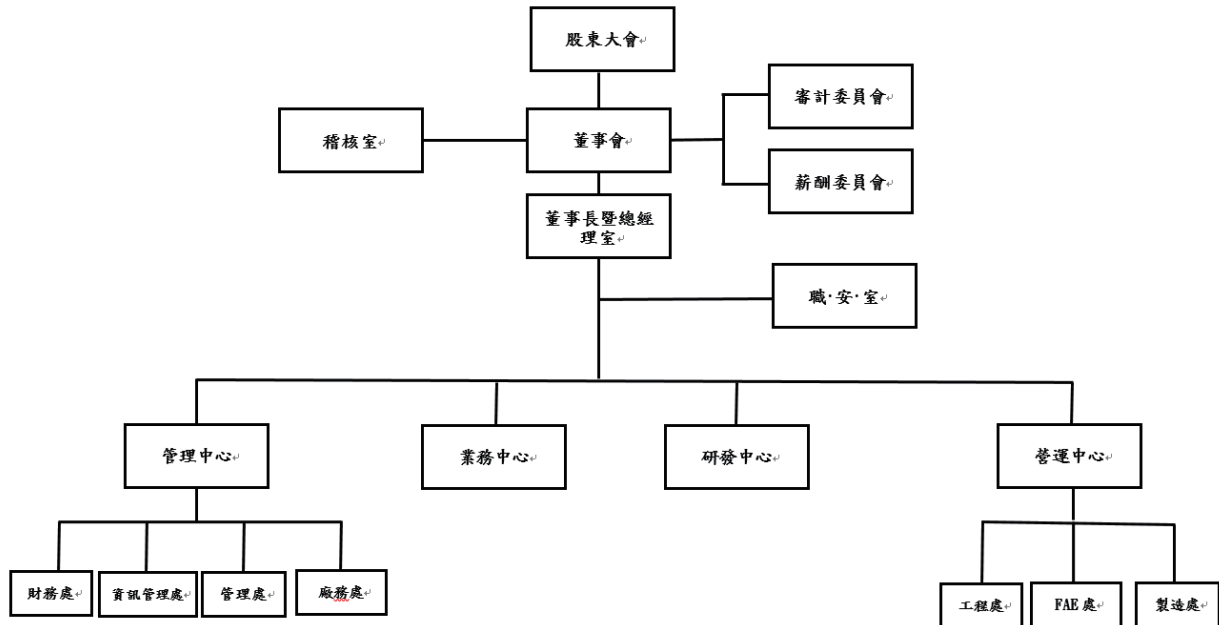 股東大會
審計委員會
稽核室
董事會
薪酬委員會
董事長暨總經
理室
職·安·室
管理中心
業務中心
研發中心
營運中心
財務處
資訊管理處
管理處
廠務處
工程處
FAE 處
製造處